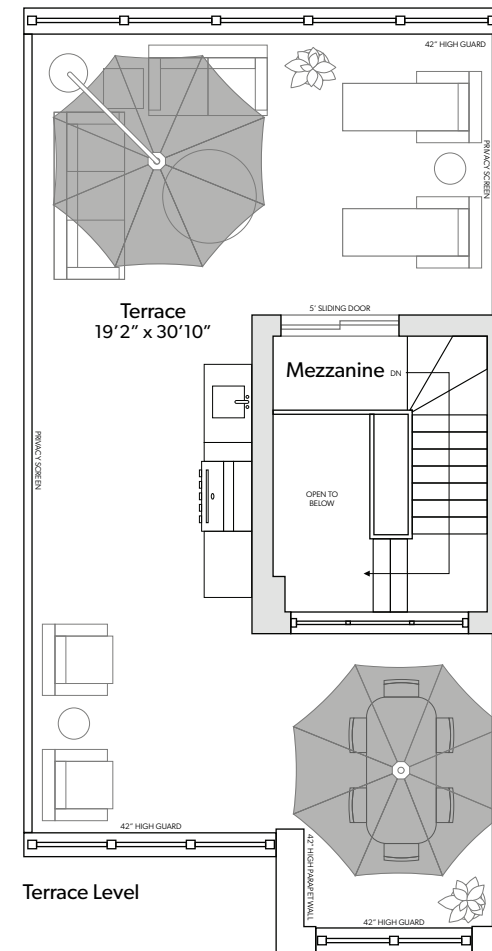 42" HIGH GUARD
PRIVACY SCREEN
5' SLIDING DOOR
Terrace
19'2" x 30'10"
Mezzanine
DN
PRIVACY SCREEN
OPEN TO
BELOW
42" HIGH GUARD
42" HIGH PARAPET WALL
Terrace Level
42" HIGH GUARD